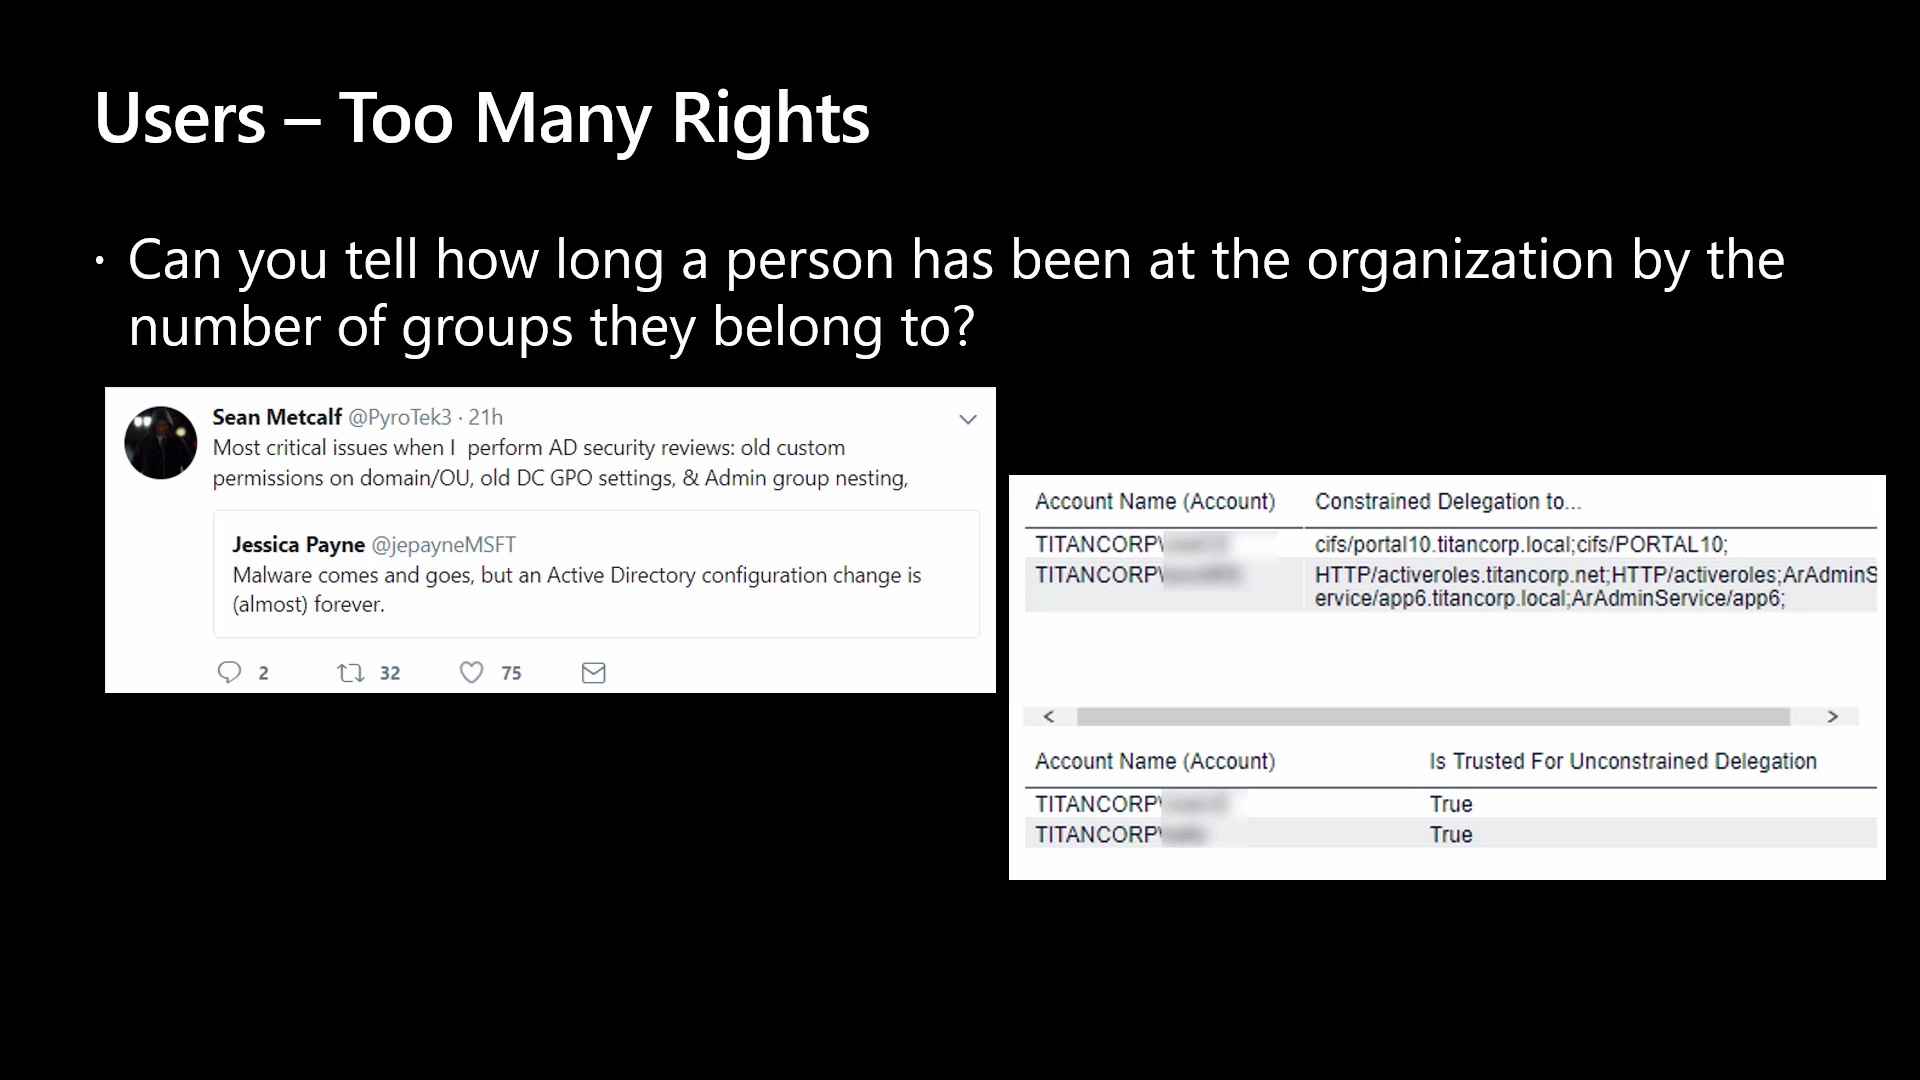 Users – Too Many Rights
• Can you tell how long a person has been at the organization by the
number of groups they belong to?
Sean Metcalf @PyroTek3 · 21h
Most critical issues when I perform AD security reviews: old custom
permissions on domain/OU, old DC GPO settings, & Admin group nesting,
Jessica Payne @jepayneMSFT
Malware comes and goes, but an Active Directory configuration change is
(almost) forever.
2 32 75
Account Name (Account) Constrained Delegation to...
TITANCORP\ cifs/portal10.titancorp.local;cifs/PORTAL10;
TITANCORP\ HTTP/activeroles.titancorp.net;HTTP/activeroles;ArAdminS
ervice/app6.titancorp.local;ArAdminService/app6;
Account Name (Account) Is Trusted For Unconstrained Delegation
TITANCORP\ True
TITANCORP\ True